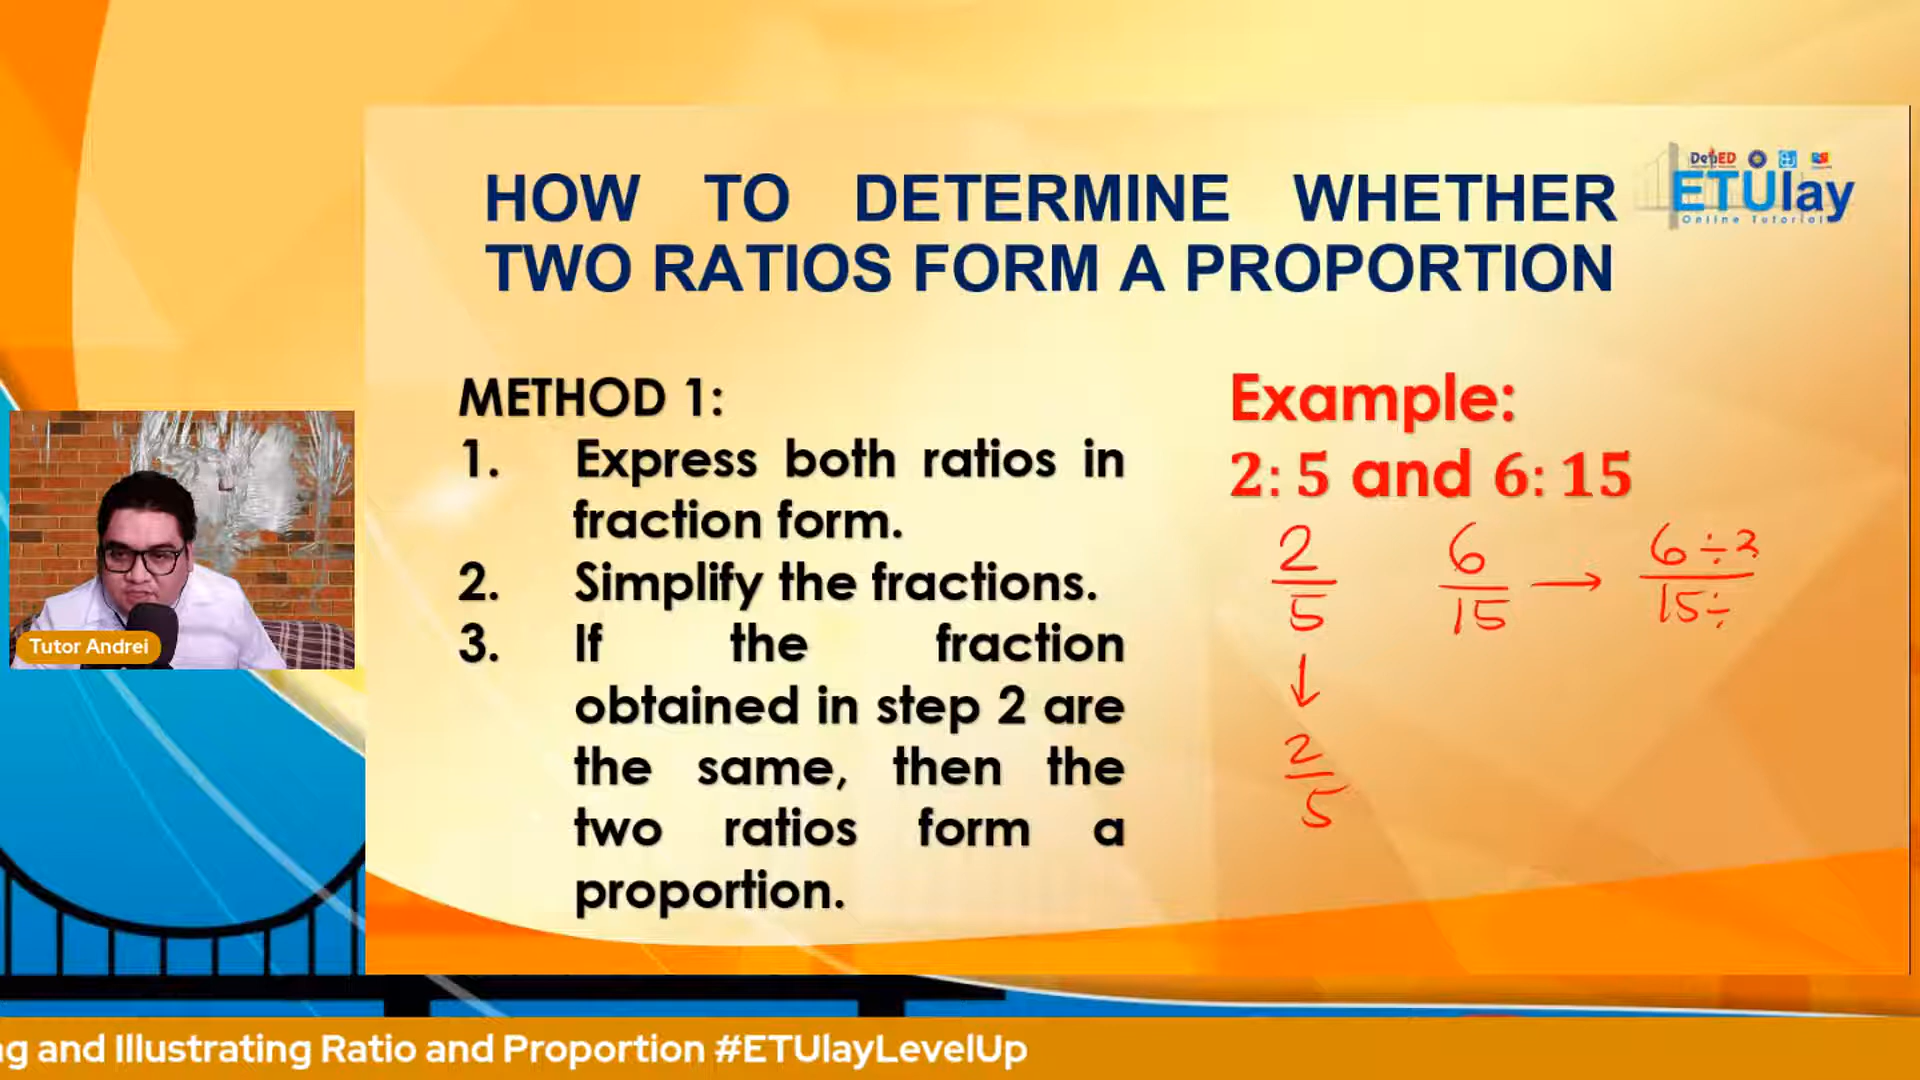 DepED
ETUlay
Online Tutorial
HOW TO DETERMINE WHETHER
TWO RATIOS FORM A PROPORTION
METHOD 1:
1. Express both ratios in
fraction form.
2. Simplify the fractions.
3. If the fraction
obtained in step 2 are
the same, then the
two ratios form a
proportion.
Example:
2:5 and 6:15
2/5 6/15 → 6÷3/15÷
↓
2/5
Tutor Andrei
ng and Illustrating Ratio and Proportion #ETUlayLevelUp